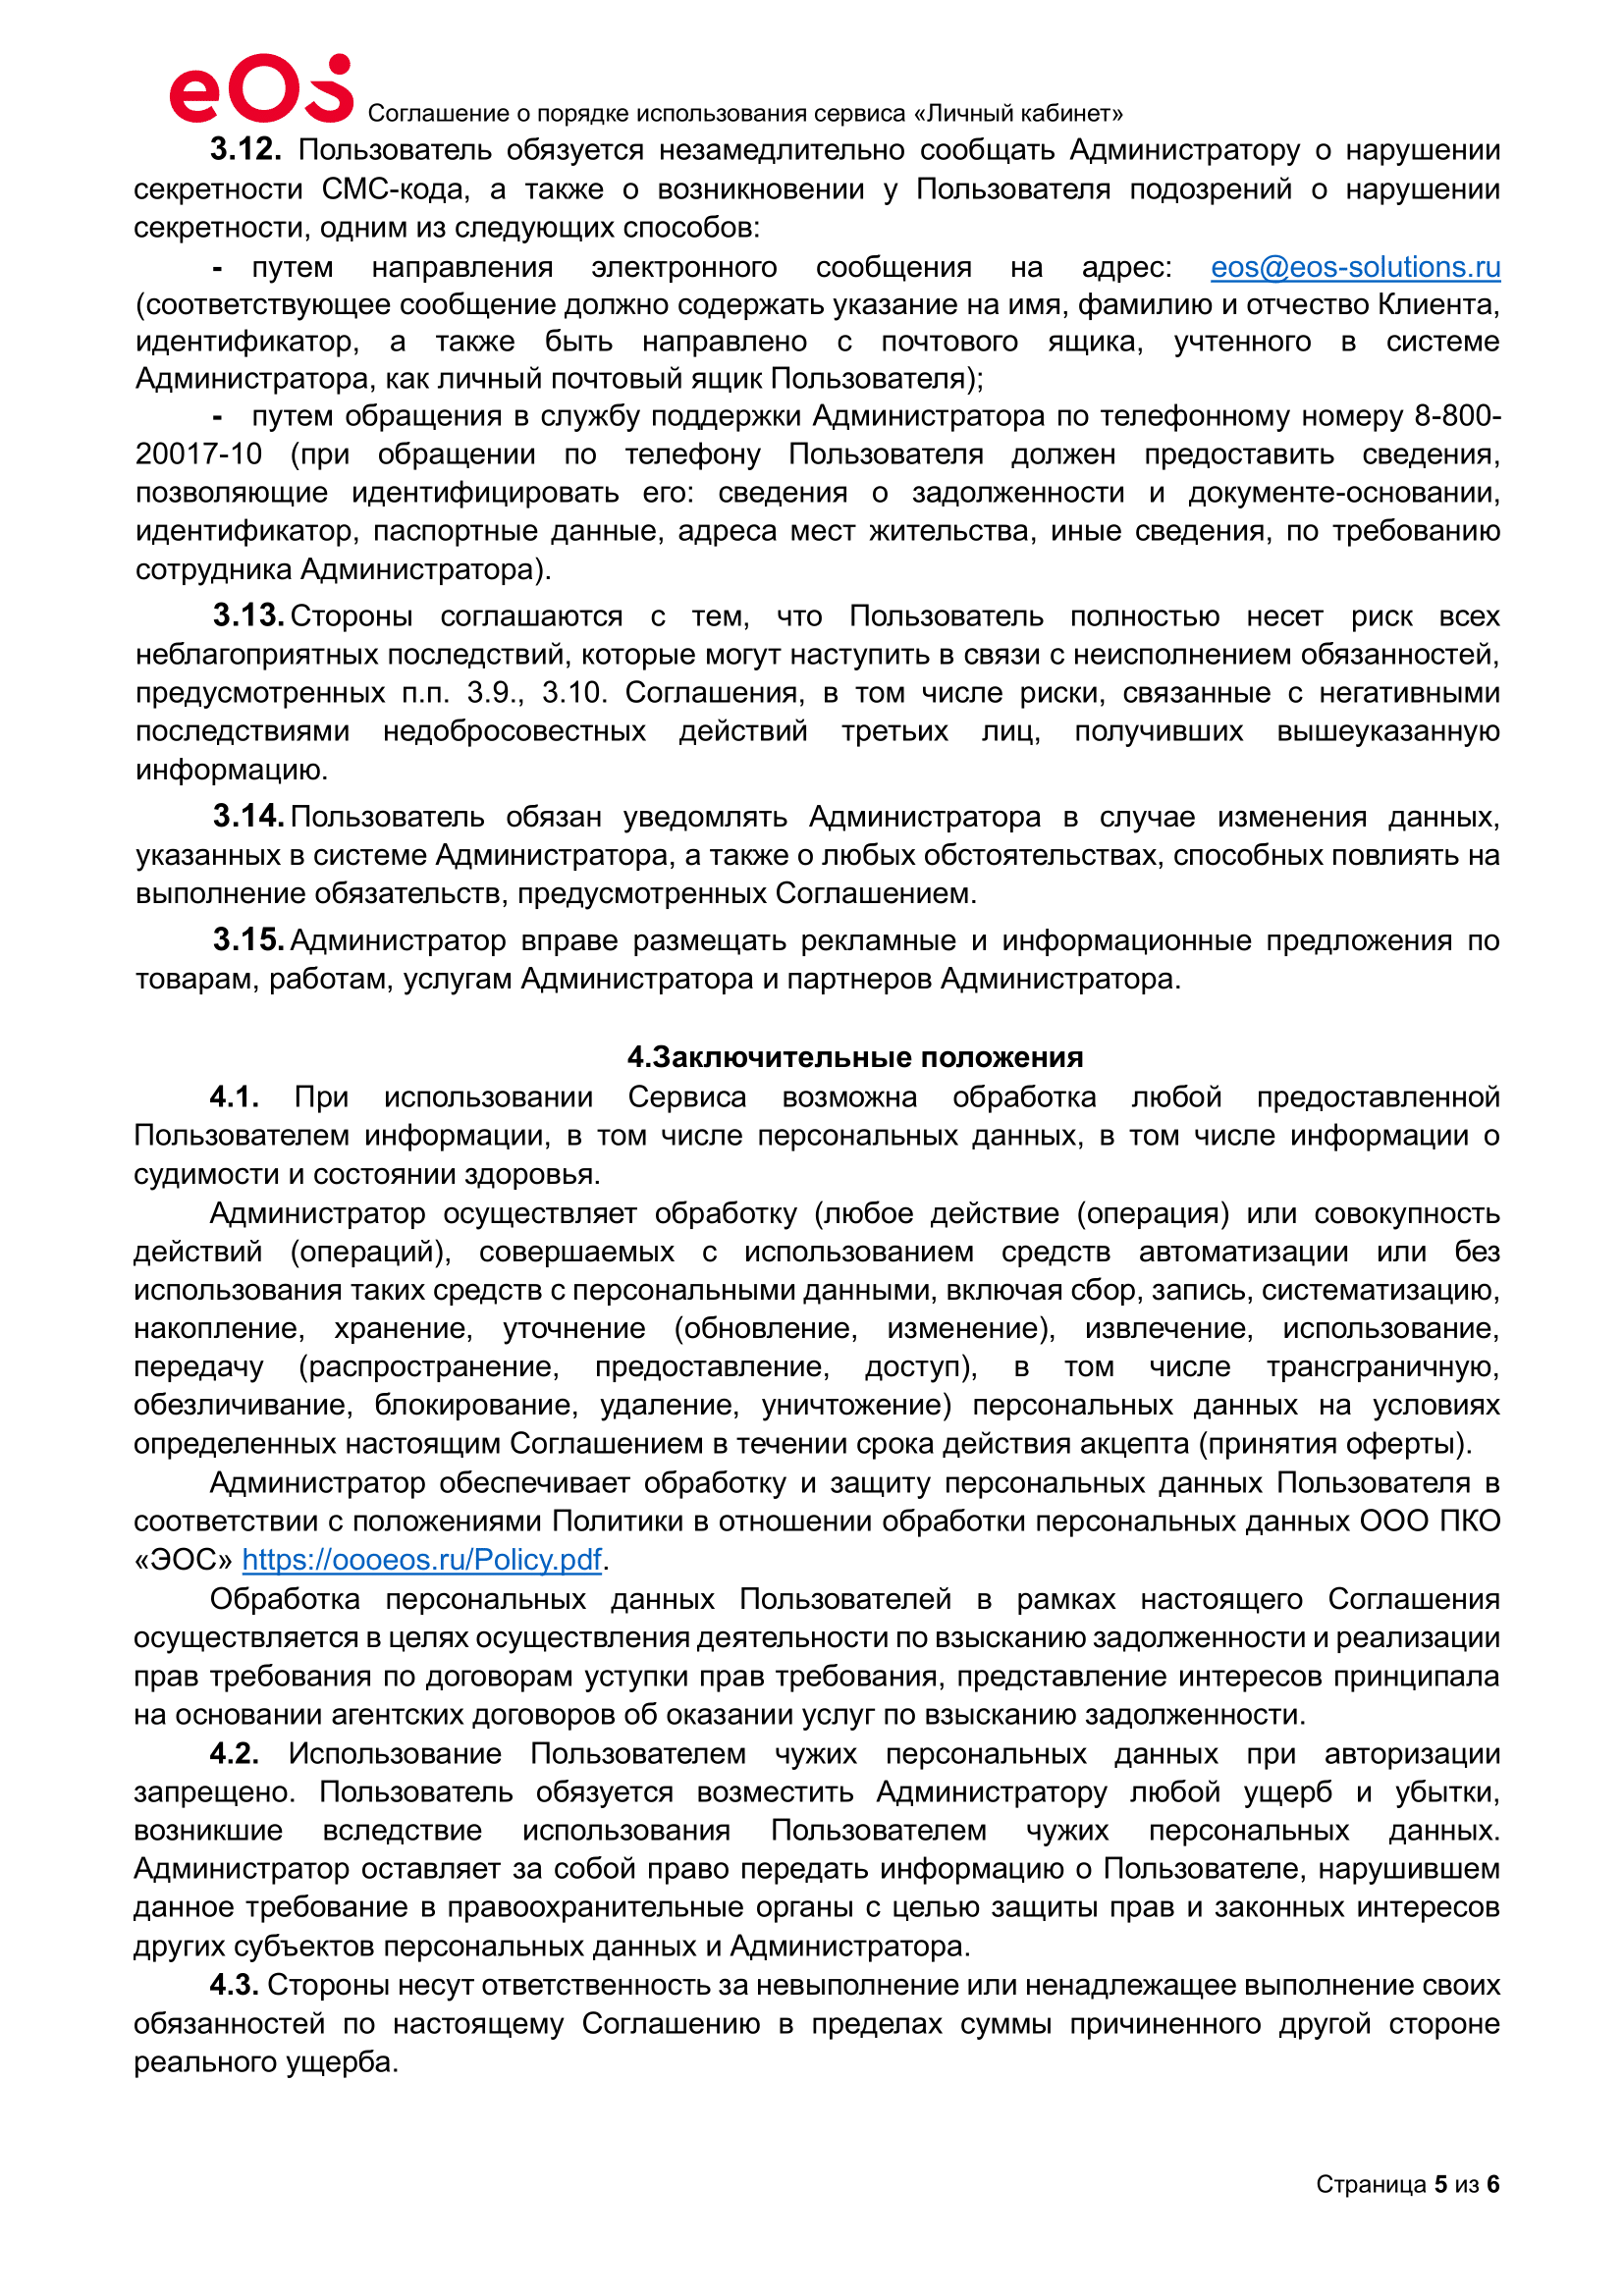 eos Соглашение о порядке использования сервиса «Личный кабинет»
3.12. Пользователь обязуется незамедлительно сообщать Администратору о нарушении
секретности СМС-кода, а также о возникновении у Пользователя подозрений о нарушении
секретности, одним из следующих способов:
- путем направления электронного сообщения на адрес: eos@eos-solutions.ru
(соответствующее сообщение должно содержать указание на имя, фамилию и отчество Клиента,
идентификатор, а также быть направлено с почтового ящика, учтенного в системе
Администратора, как личный почтовый ящик Пользователя);
- путем обращения в службу поддержки Администратора по телефонному номеру 8-800-
20017-10 (при обращении по телефону Пользователя должен предоставить сведения,
позволяющие идентифицировать его: сведения о задолженности и документе-основании,
идентификатор, паспортные данные, адреса мест жительства, иные сведения, по требованию
сотрудника Администратора).
3.13. Стороны соглашаются с тем, что Пользователь полностью несет риск всех
неблагоприятных последствий, которые могут наступить в связи с неисполнением обязанностей,
предусмотренных п.п. 3.9., 3.10. Соглашения, в том числе риски, связанные с негативными
последствиями недобросовестных действий третьих лиц, получивших вышеуказанную
информацию.
3.14. Пользователь обязан уведомлять Администратора в случае изменения данных,
указанных в системе Администратора, а также о любых обстоятельствах, способных повлиять на
выполнение обязательств, предусмотренных Соглашением.
3.15. Администратор вправе размещать рекламные и информационные предложения по
товарам, работам, услугам Администратора и партнеров Администратора.
4.Заключительные положения
4.1. При использовании Сервиса возможна обработка любой предоставленной
Пользователем информации, в том числе персональных данных, в том числе информации о
судимости и состоянии здоровья.
Администратор осуществляет обработку (любое действие (операция) или совокупность
действий (операций), совершаемых с использованием средств автоматизации или без
использования таких средств с персональными данными, включая сбор, запись, систематизацию,
накопление, хранение, уточнение (обновление, изменение), извлечение, использование,
передачу (распространение, предоставление, доступ), в том числе трансграничную,
обезличивание, блокирование, удаление, уничтожение) персональных данных на условиях
определенных настоящим Соглашением в течении срока действия акцепта (принятия оферты).
Администратор обеспечивает обработку и защиту персональных данных Пользователя в
соответствии с положениями Политики в отношении обработки персональных данных ООО ПКО
«ЭОС» https://oooeos.ru/Policy.pdf.
Обработка персональных данных Пользователей в рамках настоящего Соглашения
осуществляется в целях осуществления деятельности по взысканию задолженности и реализации
прав требования по договорам уступки прав требования, представление интересов принципала
на основании агентских договоров об оказании услуг по взысканию задолженности.
4.2. Использование Пользователем чужих персональных данных при авторизации
запрещено. Пользователь обязуется возместить Администратору любой ущерб и убытки,
возникшие вследствие использования Пользователем чужих персональных данных.
Администратор оставляет за собой право передать информацию о Пользователе, нарушившем
данное требование в правоохранительные органы с целью защиты прав и законных интересов
других субъектов персональных данных и Администратора.
4.3. Стороны несут ответственность за невыполнение или ненадлежащее выполнение своих
обязанностей по настоящему Соглашению в пределах суммы причиненного другой стороне
реального ущерба.
Страница 5 из 6